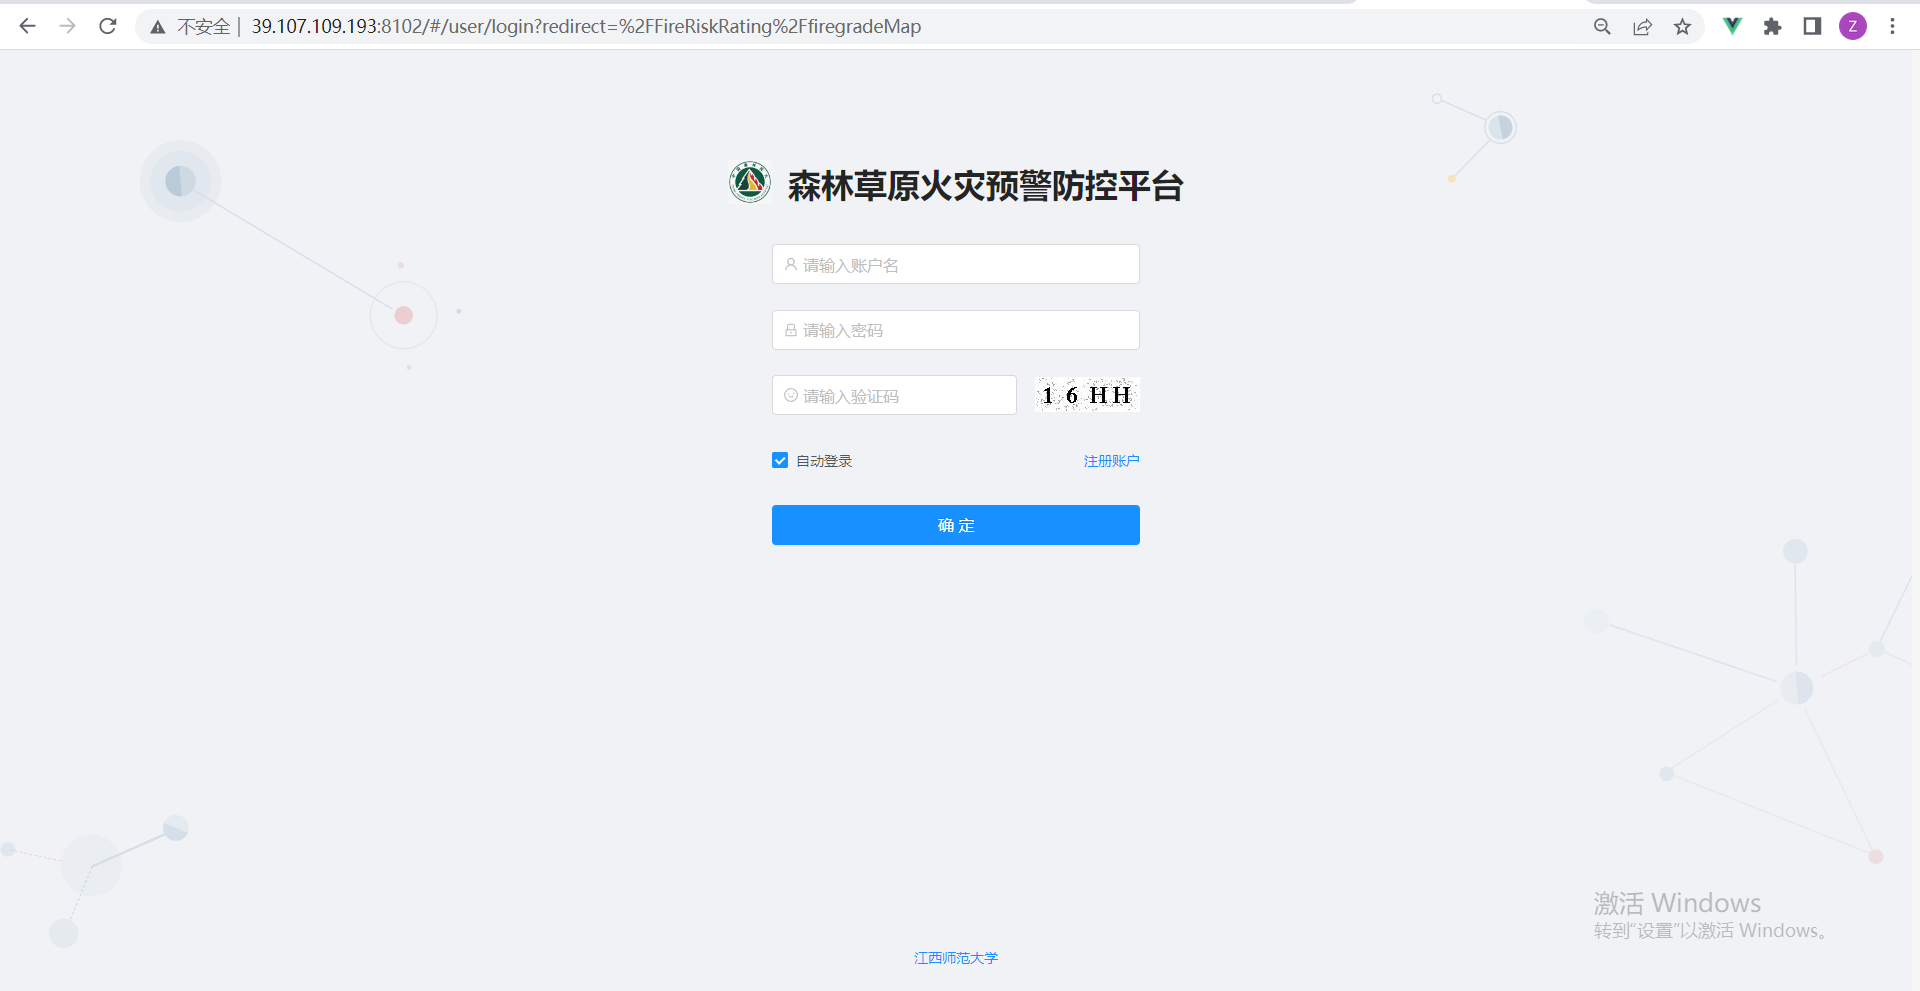 不安全 | 39.107.109.193:8102/#/user/login?redirect=%2FFireRiskRating%2FfiregradeMap
Z
森林草原火灾预警防控平台
请输入账户名
请输入密码
请输入验证码
1 6 H H
自动登录
注册账户
确 定
激活 Windows
转到"设置"以激活 Windows。
江西师范大学